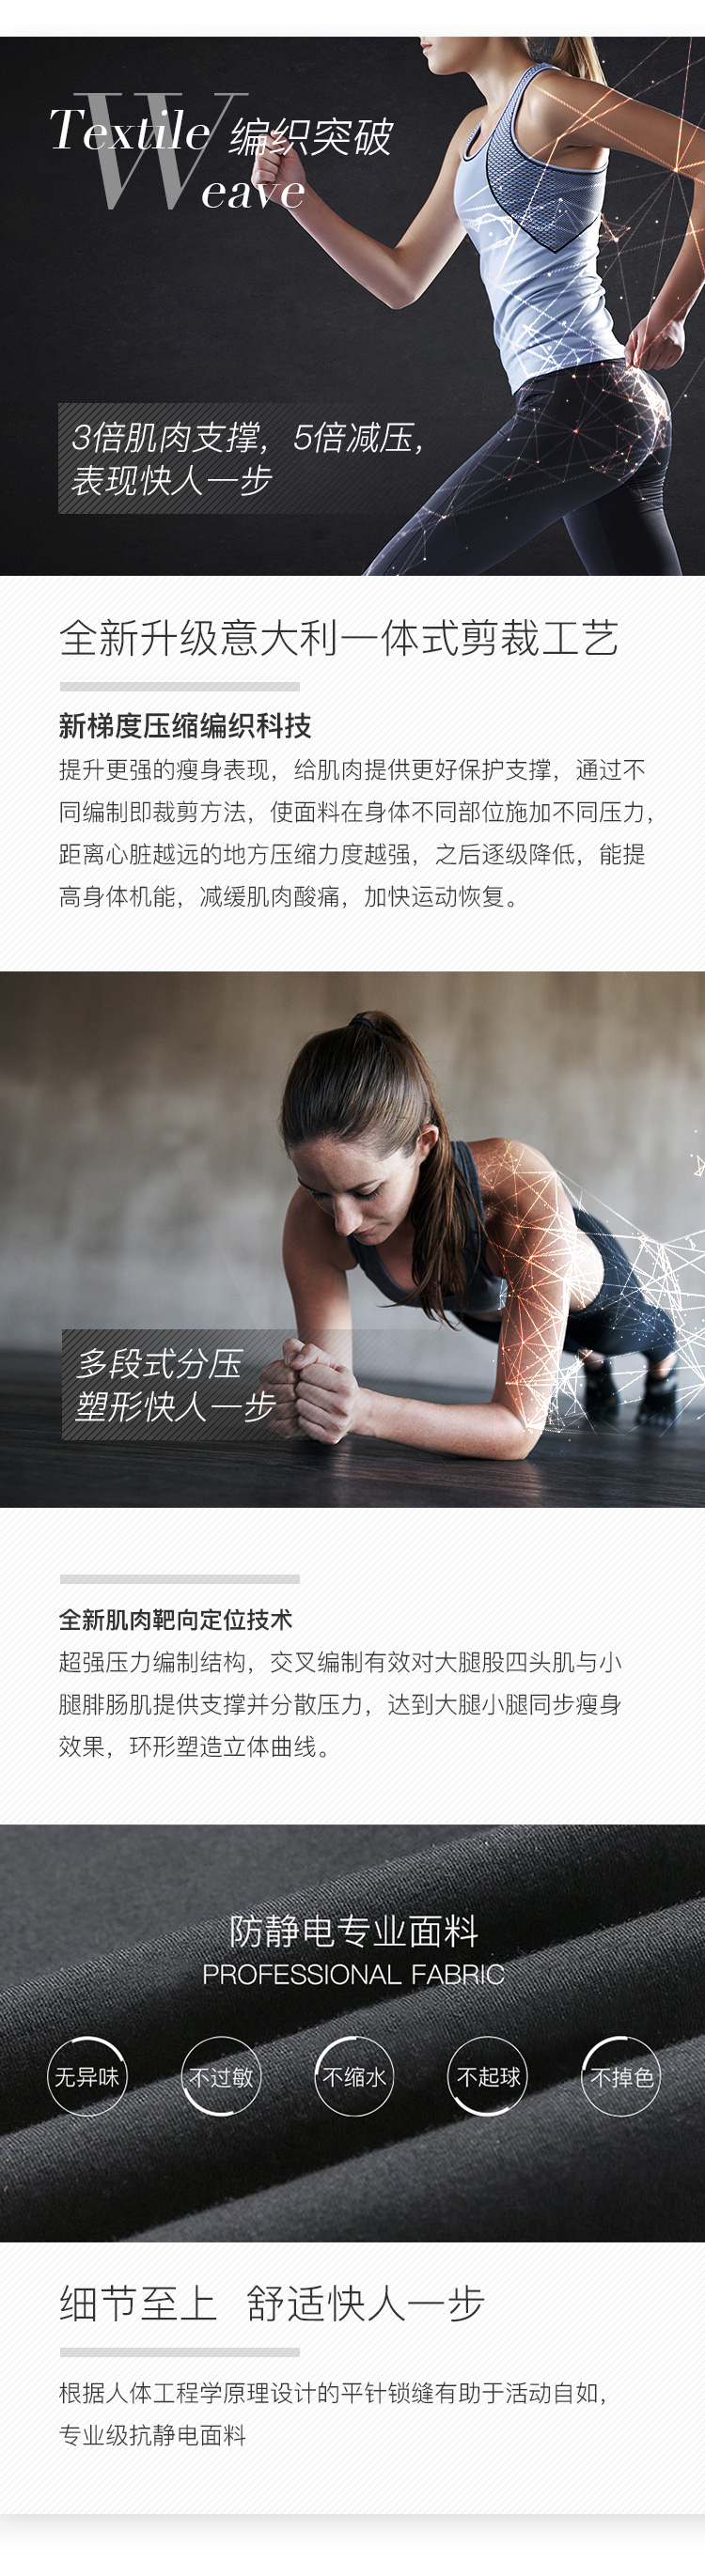 Textile 编织突破
Weave
3倍肌肉支撑，5倍减压，
表现快人一步
全新升级意大利一体式剪裁工艺
新梯度压缩编织科技
提升更强的瘦身表现，给肌肉提供更好保护支撑，通过不
同编制即裁剪方法，使面料在身体不同部位施加不同压力，
距离心脏越远的地方压缩力度越强，之后逐级降低，能提
高身体机能，减缓肌肉酸痛，加快运动恢复。
多段式分压
塑形快人一步
全新肌肉靶向定位技术
超强压力编制结构，交叉编制有效对大腿股四头肌与小
腿腓肠肌提供支撑并分散压力，达到大腿小腿同步瘦身
效果，环形塑造立体曲线。
防静电专业面料
PROFESSIONAL FABRIC
无异味 不过敏 不缩水 不起球 不掉色
细节至上 舒适快人一步
根据人体工程学原理设计的平针锁缝有助于活动自如，
专业级抗静电面料